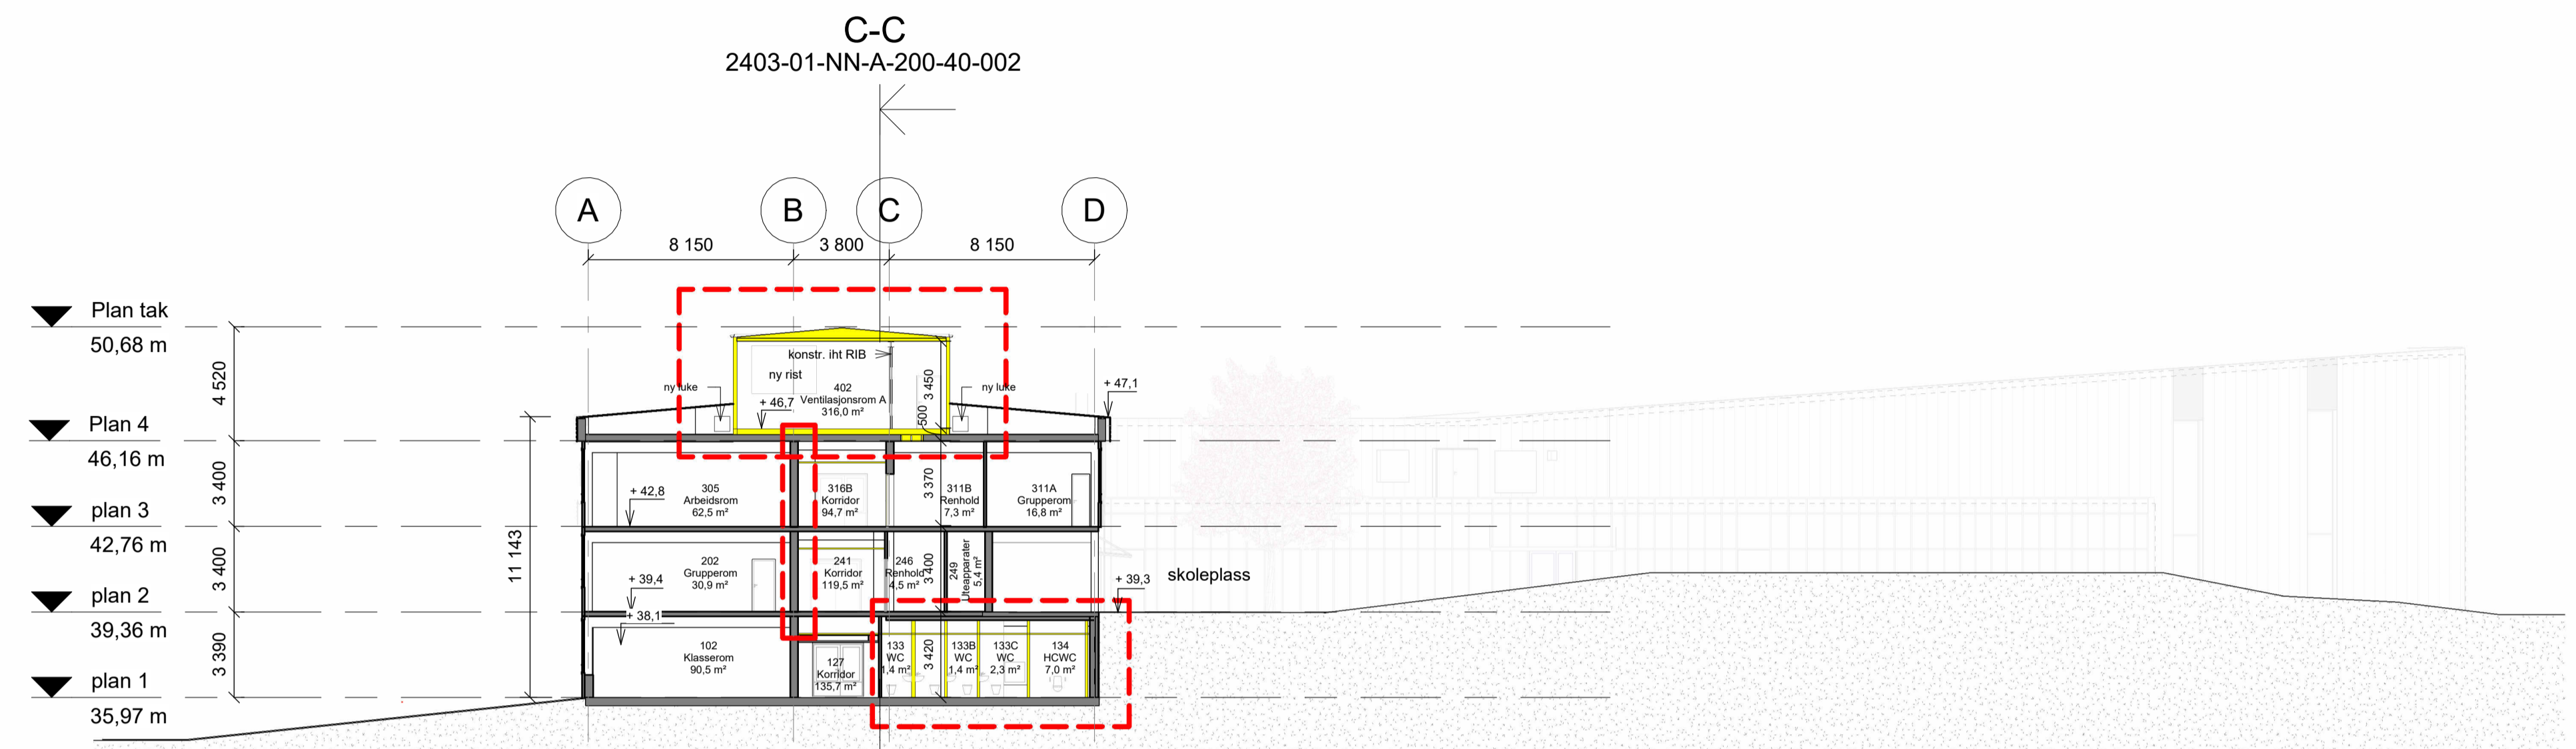 C-C
2403-01-NN-A-200-40-002
A
B
C
D
8 150
3 800
8 150
Plan tak
50,68 m
4 520
Plan 4
46,16 m
3 400
plan 3
42,76 m
3 400
plan 2
39,36 m
3 390
plan 1
35,97 m
11 143
konstr. iht RIB
ny rist
ny luke
ny luke
402
Ventilasjonsrom A
316,0 m²
+ 46,7
3 450
500
+ 47,1
+ 42,8
305
Arbeidsrom
62,5 m²
316B
Korridor
94,7 m²
3 370
311B
Renhold
7,3 m²
311A
Grupperom
16,8 m²
+ 39,4
202
Grupperom
30,9 m²
241
Korridor
119,5 m²
246
Renhold
4,5 m²
3 400
249
Uteapparater
5,4 m²
+ 39,3
skoleplass
+ 38,1
102
Klasserom
90,5 m²
127
Korridor
135,7 m²
133
WC
1,4 m²
3 420
133B
WC
1,4 m²
133C
WC
2,3 m²
134
HCWC
7,0 m²